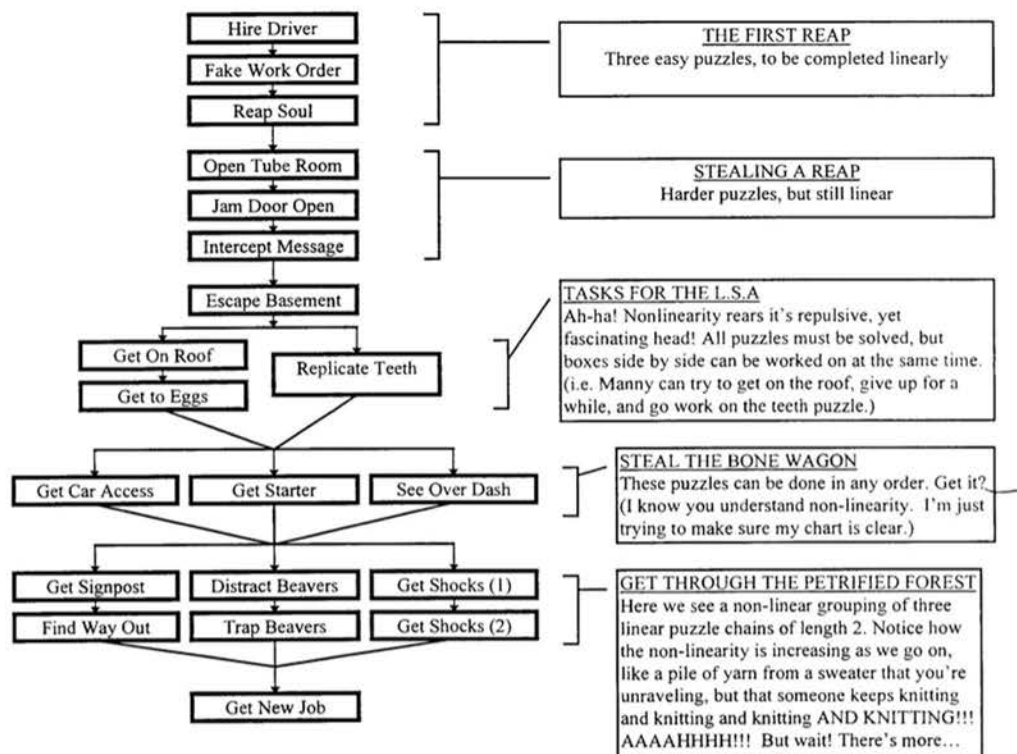 Hire Driver
Fake Work Order
Reap Soul
THE FIRST REAP
Three easy puzzles, to be completed linearly
Open Tube Room
Jam Door Open
Intercept Message
STEALING A REAP
Harder puzzles, but still linear
Escape Basement
Get On Roof
Replicate Teeth
Get to Eggs
TASKS FOR THE L.S.A
Ah-ha! Nonlinearity rears it's repulsive, yet
fascinating head! All puzzles must be solved, but
boxes side by side can be worked on at the same time.
(i.e. Manny can try to get on the roof, give up for a
while, and go work on the teeth puzzle.)
Get Car Access
Get Starter
See Over Dash
STEAL THE BONE WAGON
These puzzles can be done in any order. Get it?
(I know you understand non-linearity. I'm just
trying to make sure my chart is clear.)
Get Signpost
Distract Beavers
Get Shocks (1)
Find Way Out
Trap Beavers
Get Shocks (2)
Get New Job
GET THROUGH THE PETRIFIED FOREST
Here we see a non-linear grouping of three
linear puzzle chains of length 2. Notice how
the non-linearity is increasing as we go on,
like a pile of yarn from a sweater that you're
unraveling, but that someone keeps knitting
and knitting and knitting AND KNITTING!!!
AAAAHHHH!!! But wait! There's more…